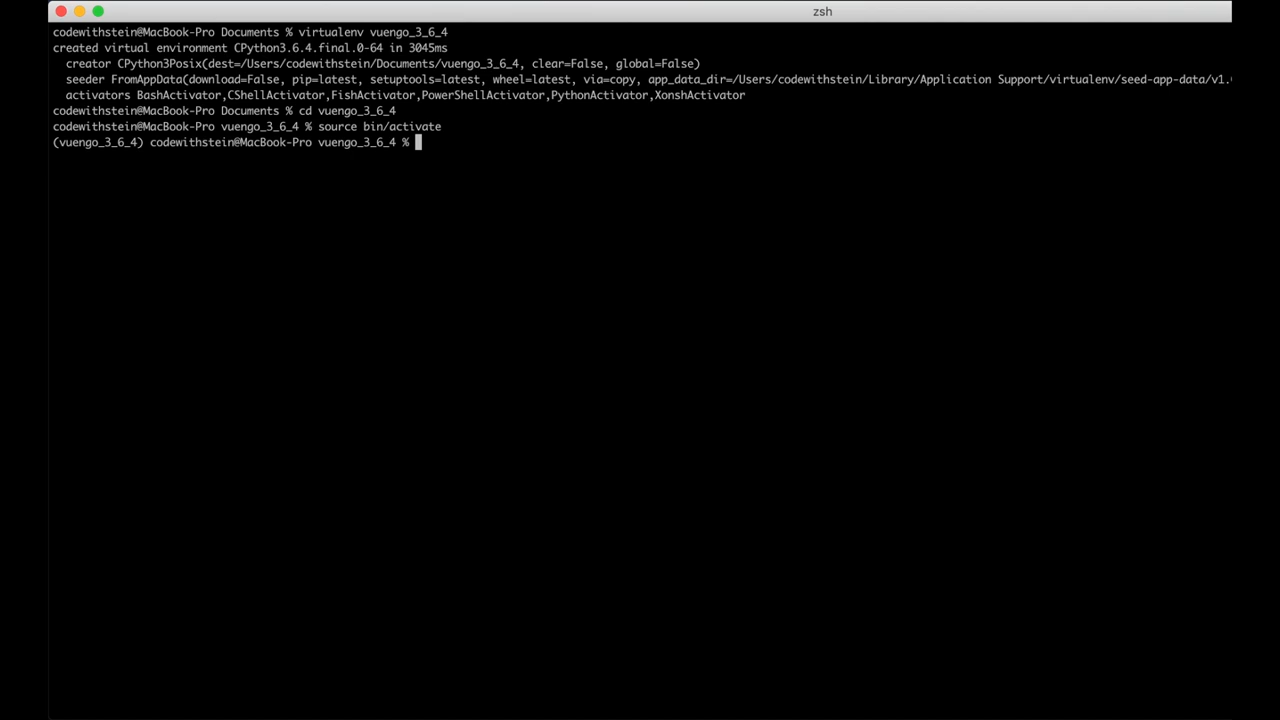 zsh
codewithstein@MacBook-Pro Documents % virtualenv vuengo_3_6_4
created virtual environment CPython3.6.4.final.0-64 in 3045ms
creator CPython3Posix(dest=/Users/codewithstein/Documents/vuengo_3_6_4, clear=False, global=False)
seeder FromAppData(download=False, pip=latest, setuptools=latest, wheel=latest, via=copy, app_data_dir=/Users/codewithstein/Library/Application Support/virtualenv/seed-app-data/v1.
activators BashActivator,CShellActivator,FishActivator,PowerShellActivator,PythonActivator,XonshActivator
codewithstein@MacBook-Pro Documents % cd vuengo_3_6_4
codewithstein@MacBook-Pro vuengo_3_6_4 % source bin/activate
(vuengo_3_6_4) codewithstein@MacBook-Pro vuengo_3_6_4 %